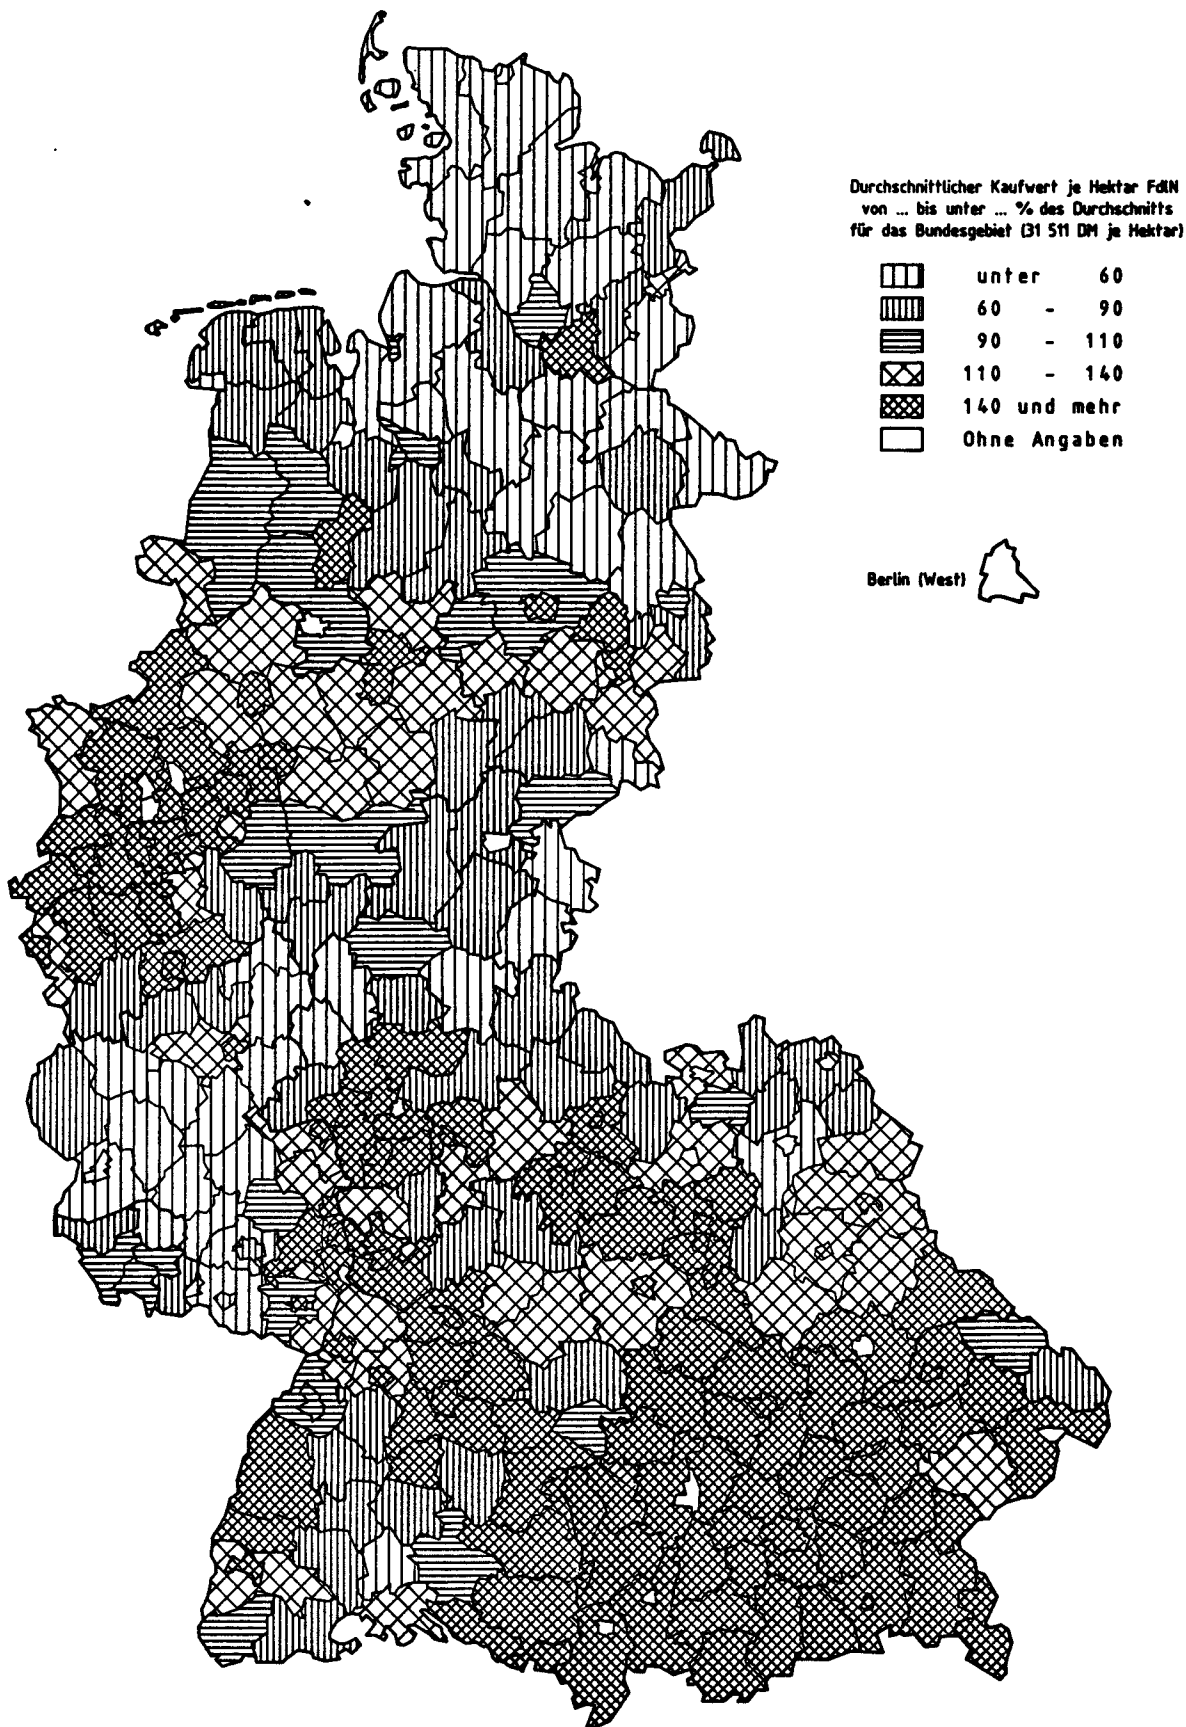 Durchschnittlicher Kaufwert je Hektar FdlN
von ... bis unter ... % des Durchschnitts
für das Bundesgebiet (31 511 DM je Hektar)
unter 60
60 - 90
90 - 110
110 - 140
140 und mehr
Ohne Angaben
Berlin (West)